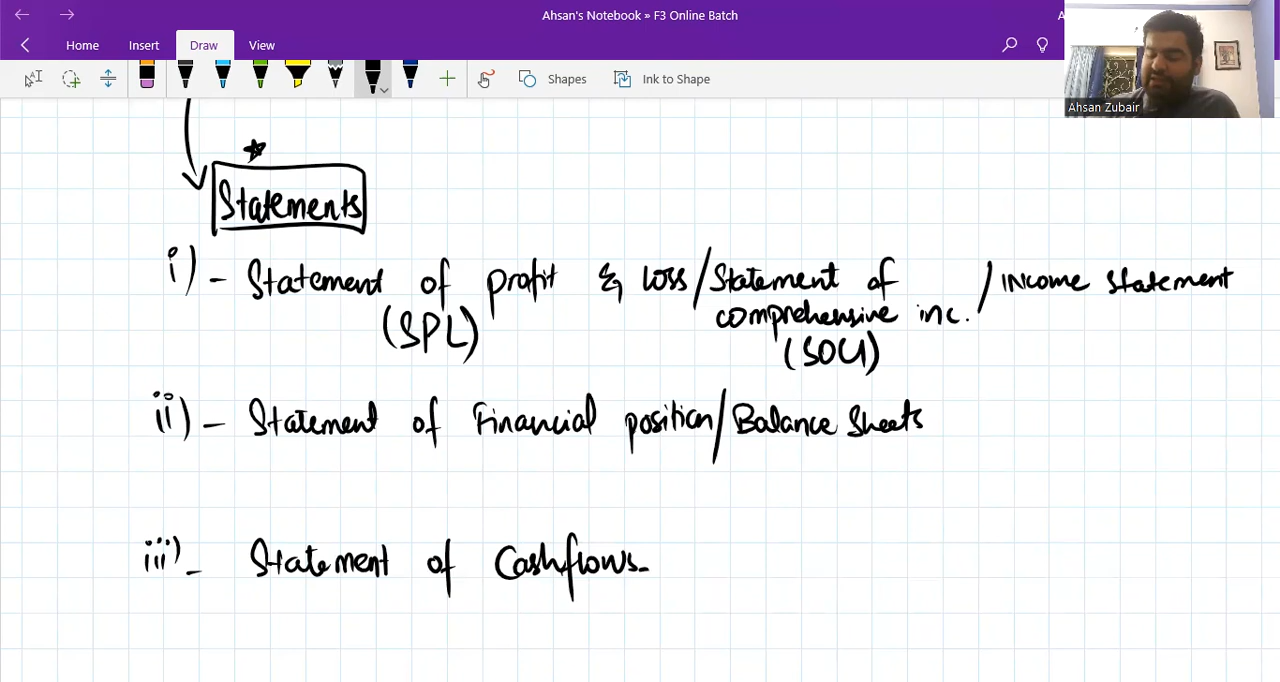 Ahsan's Notebook » F3 Online Batch
A
Home Insert Draw View
Shapes Ink to Shape
Ahsan Zubair
Statements
i) - Statement of profit & loss / Statement of / Income Statement
comprehensive inc.
(SPL) (SOCI)
ii) - Statement of Financial position / Balance Sheets
iii) - Statement of Cashflows-